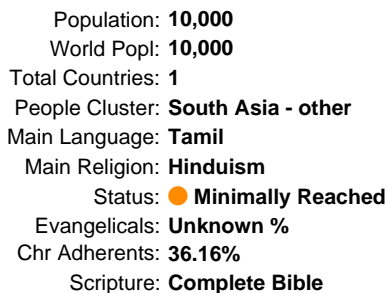 Population: 10,000
World Popl: 10,000
Total Countries: 1
People Cluster: South Asia - other
Main Language: Tamil
Main Religion: Hinduism
Status: Minimally Reached
Evangelicals: Unknown %
Chr Adherents: 36.16%
Scripture: Complete Bible